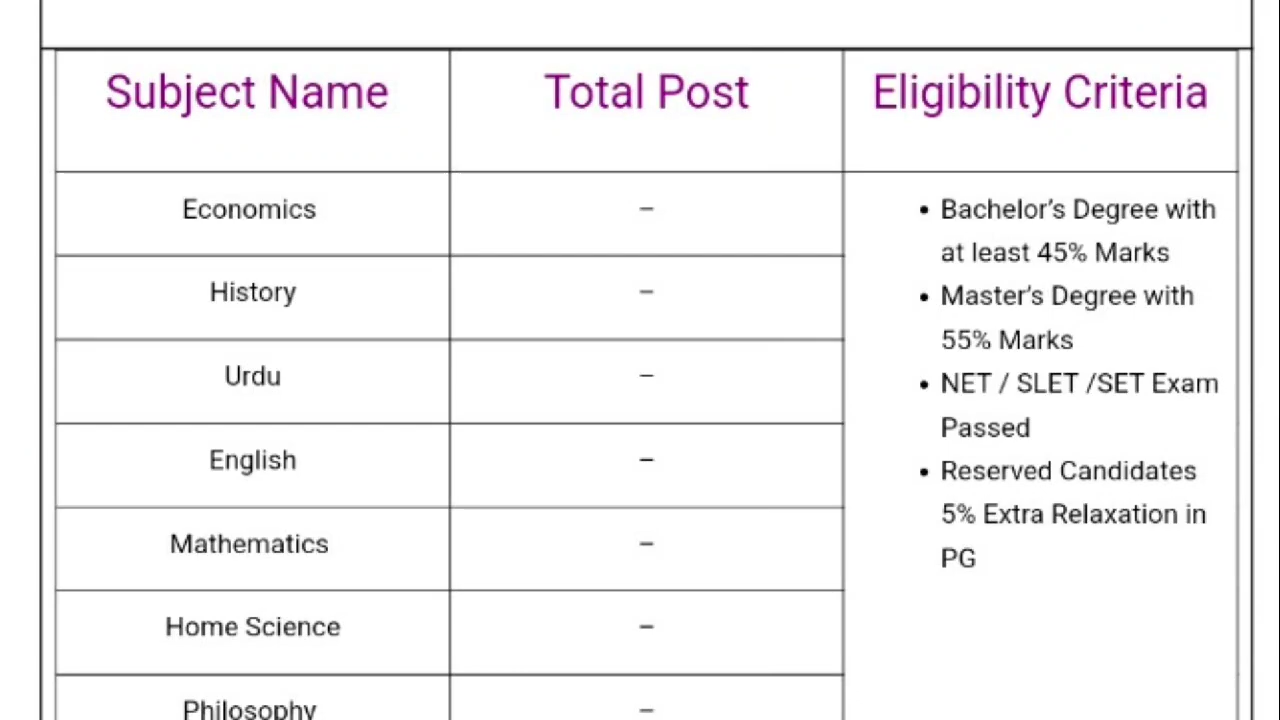 Subject Name Total Post Eligibility Criteria
Economics –
History –
Urdu –
English –
Mathematics –
Home Science –
Philosophy –
• Bachelor’s Degree with
at least 45% Marks
• Master’s Degree with
55% Marks
• NET / SLET /SET Exam
Passed
• Reserved Candidates
5% Extra Relaxation in
PG